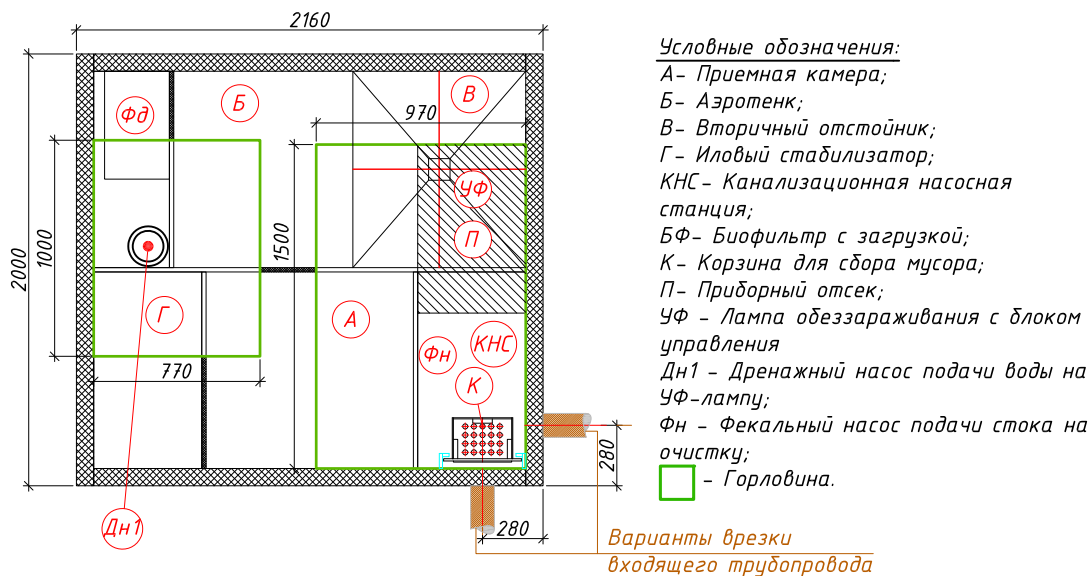 2160
Условные обозначения:
А- Приемная камера;
Б- Аэротенк;
В- Вторичный отстойник;
Г- Иловый стабилизатор;
КНС- Канализационная насосная
станция;
БФ- Биофильтр с загрузкой;
К- Корзина для сбора мусора;
П- Приборный отсек;
УФ - Лампа обеззараживания с блоком
управления
Дн1 - Дренажный насос подачи воды на
УФ-лампу;
Фн - Фекальный насос подачи стока на
очистку;
- Горловина.
Фд
Б
970
В
УФ
П
2000
1000
1500
Г
А
770
Фн
КНС
К
280
280
Дн1
Варианты врезки
входящего трубопровода